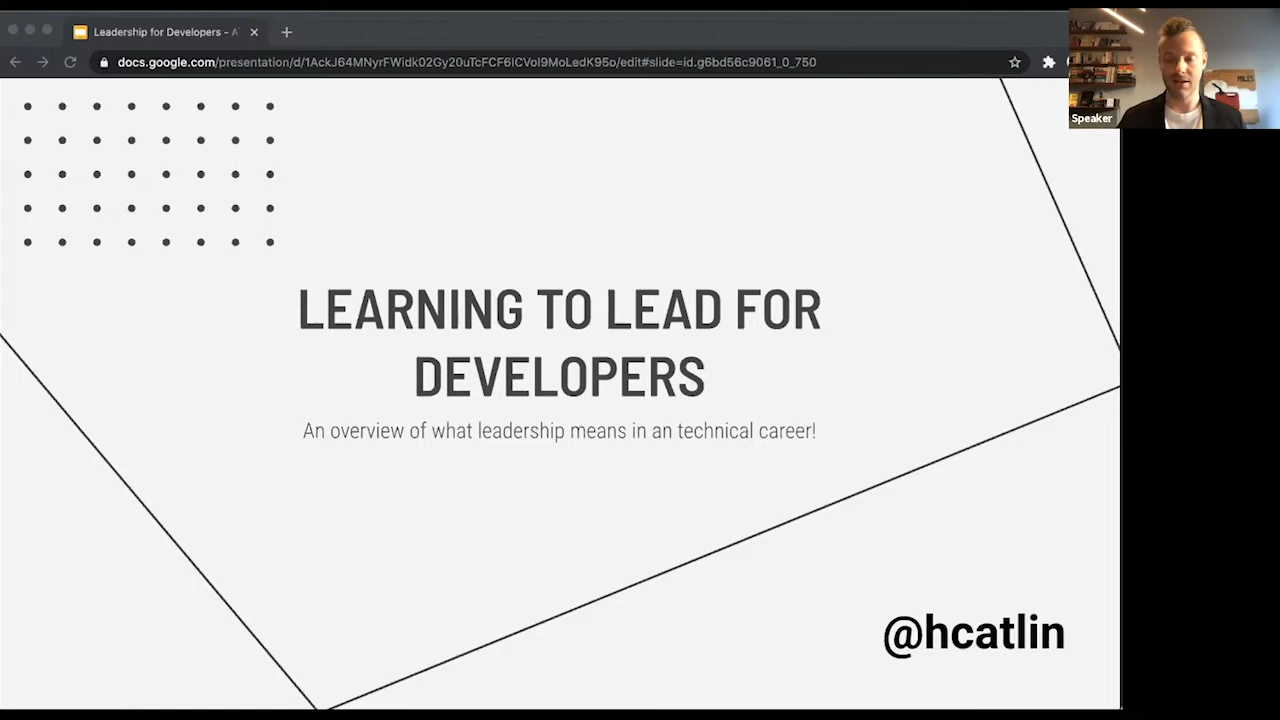 Leadership for Developers - A
docs.google.com/presentation/d/1AckJ64MNyrFWidk02Gy20uTcFCF6ICVoI9MoLedK95o/edit#slide=id.g6bd56c9061_0_750
Speaker
LEARNING TO LEAD FOR
DEVELOPERS
An overview of what leadership means in an technical career!
@hcatlin